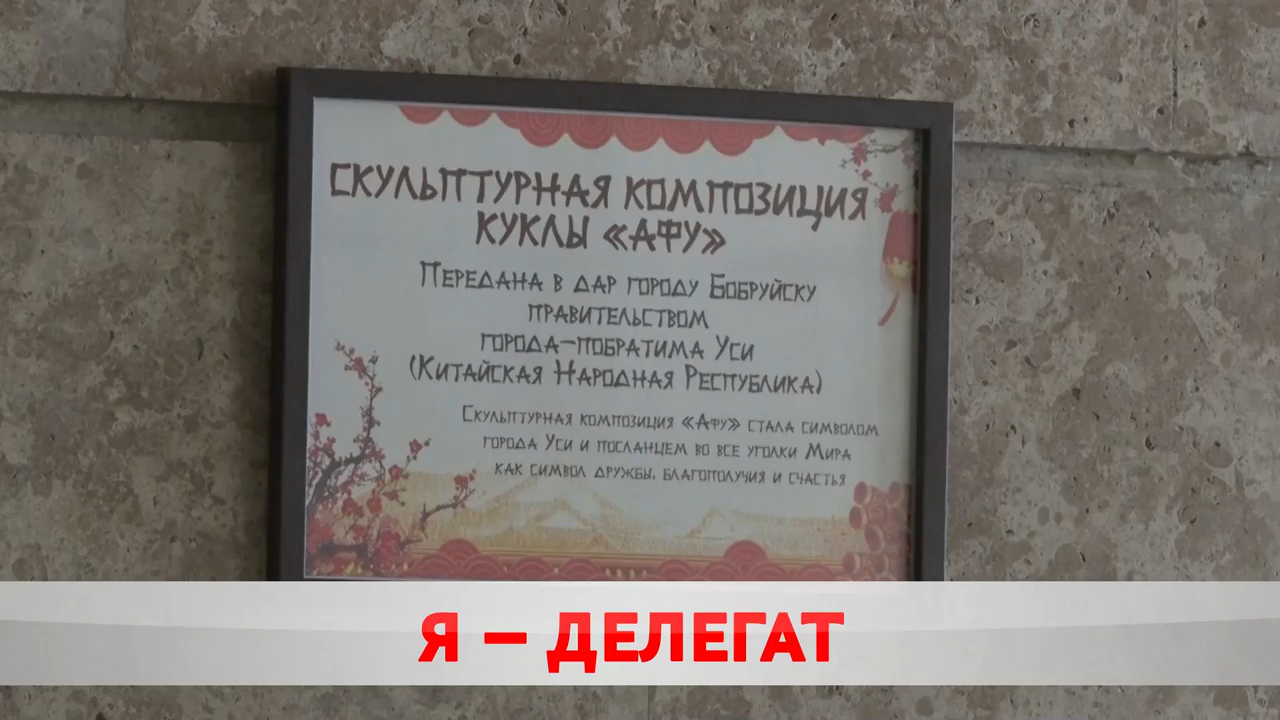 СКУЛЬПТУРНАЯ КОМПОЗИЦИЯ
КУКЛЫ «АФУ»
ПЕРЕДАНА В ДАР ГОРОДУ БОБРУЙСКУ
ПРАВИТЕЛЬСТВОМ
ГОРОДА-ПОБРАТИМА УСИ
(КИТАЙСКАЯ НАРОДНАЯ РЕСПУБЛИКА)
СКУЛЬПТУРНАЯ КОМПОЗИЦИЯ «АФУ» СТАЛА СИМВОЛОМ
ГОРОДА УСИ И ПОСЛАНЦЕМ ВО ВСЕ УГОЛКИ МИРА
КАК СИМВОЛ ДРУЖБЫ, БЛАГОПОЛУЧИЯ И СЧАСТЬЯ
Я – ДЕЛЕГАТ